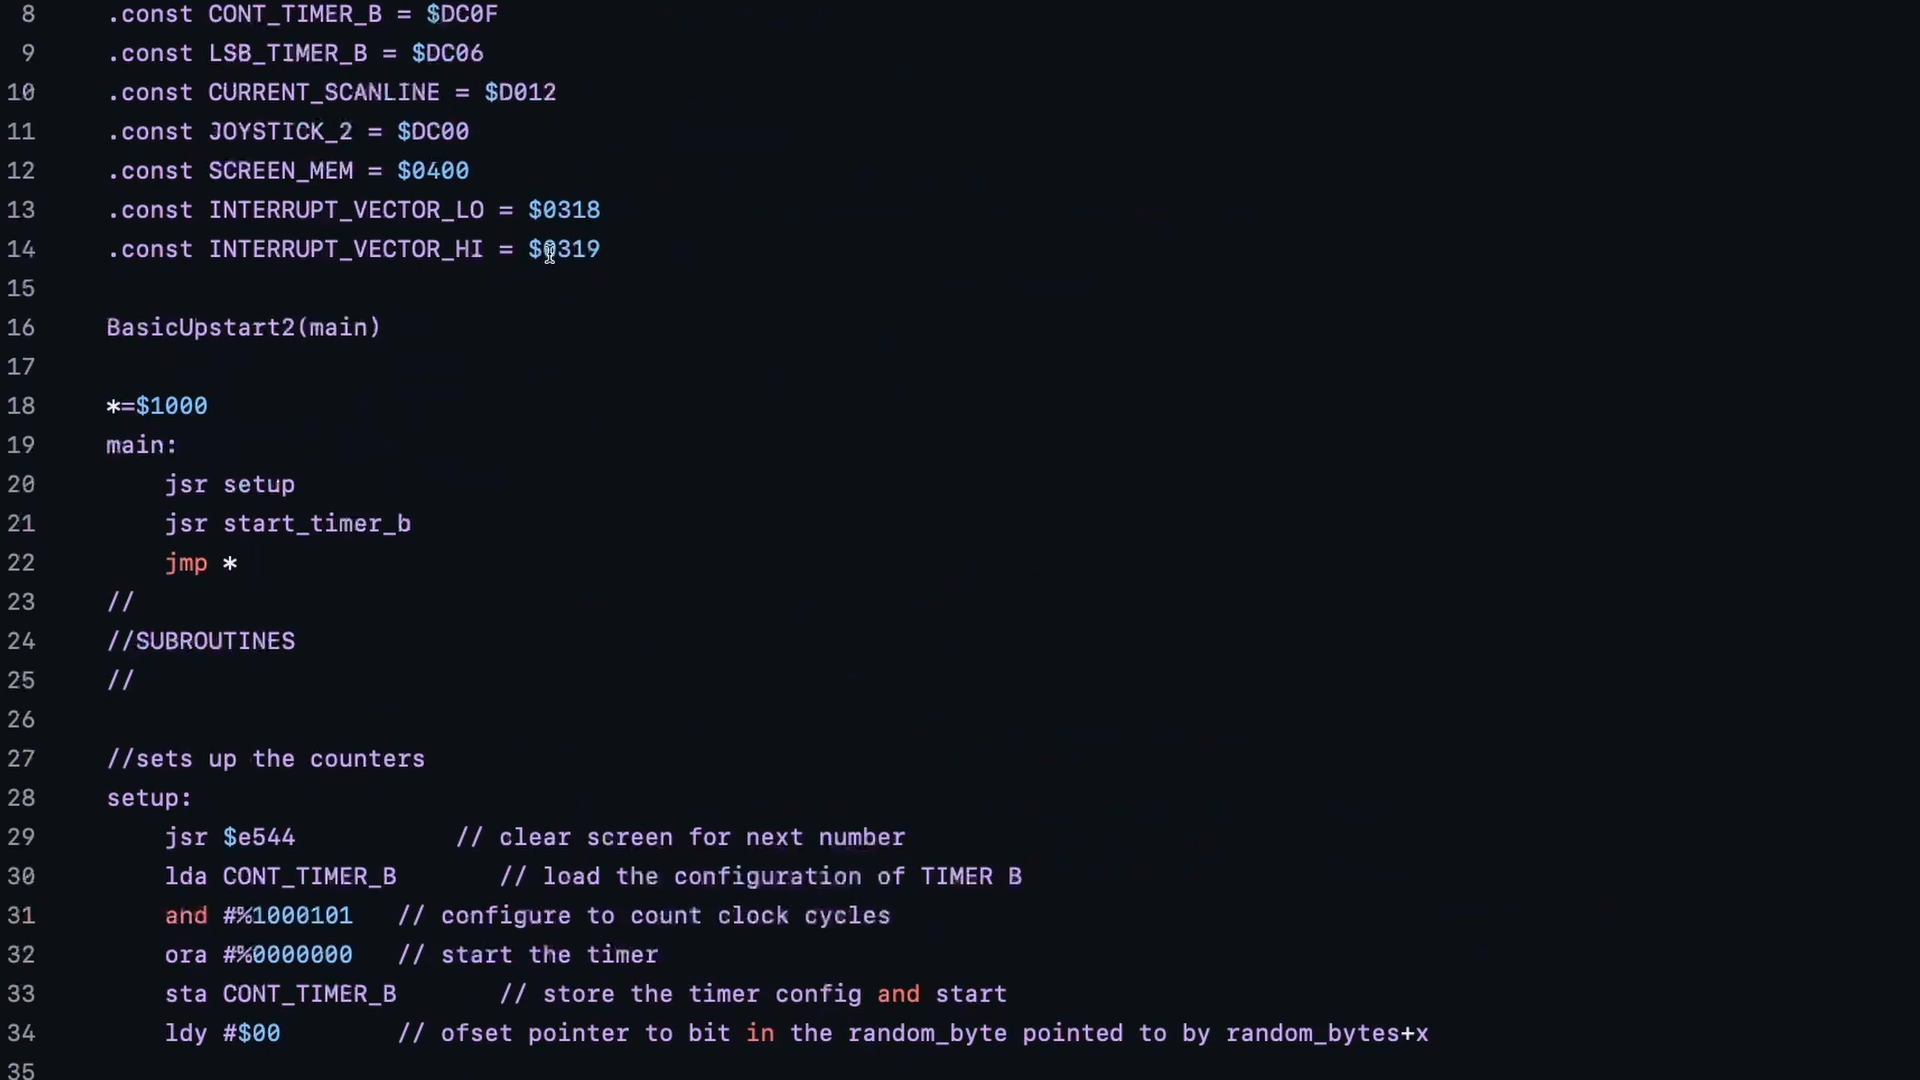 8 .const CONT_TIMER_B = $DC0F
9 .const LSB_TIMER_B = $DC06
10 .const CURRENT_SCANLINE = $D012
11 .const JOYSTICK_2 = $DC00
12 .const SCREEN_MEM = $0400
13 .const INTERRUPT_VECTOR_LO = $0318
14 .const INTERRUPT_VECTOR_HI = $0319
15
16 BasicUpstart2(main)
17
18 *=$1000
19 main:
20 jsr setup
21 jsr start_timer_b
22 jmp *
23 //
24 //SUBROUTINES
25 //
26
27 //sets up the counters
28 setup:
29 jsr $e544 // clear screen for next number
30 lda CONT_TIMER_B // load the configuration of TIMER B
31 and #%1000101 // configure to count clock cycles
32 ora #%0000000 // start the timer
33 sta CONT_TIMER_B // store the timer config and start
34 ldy #$00 // ofset pointer to bit in the random_byte pointed to by random_bytes+x
35